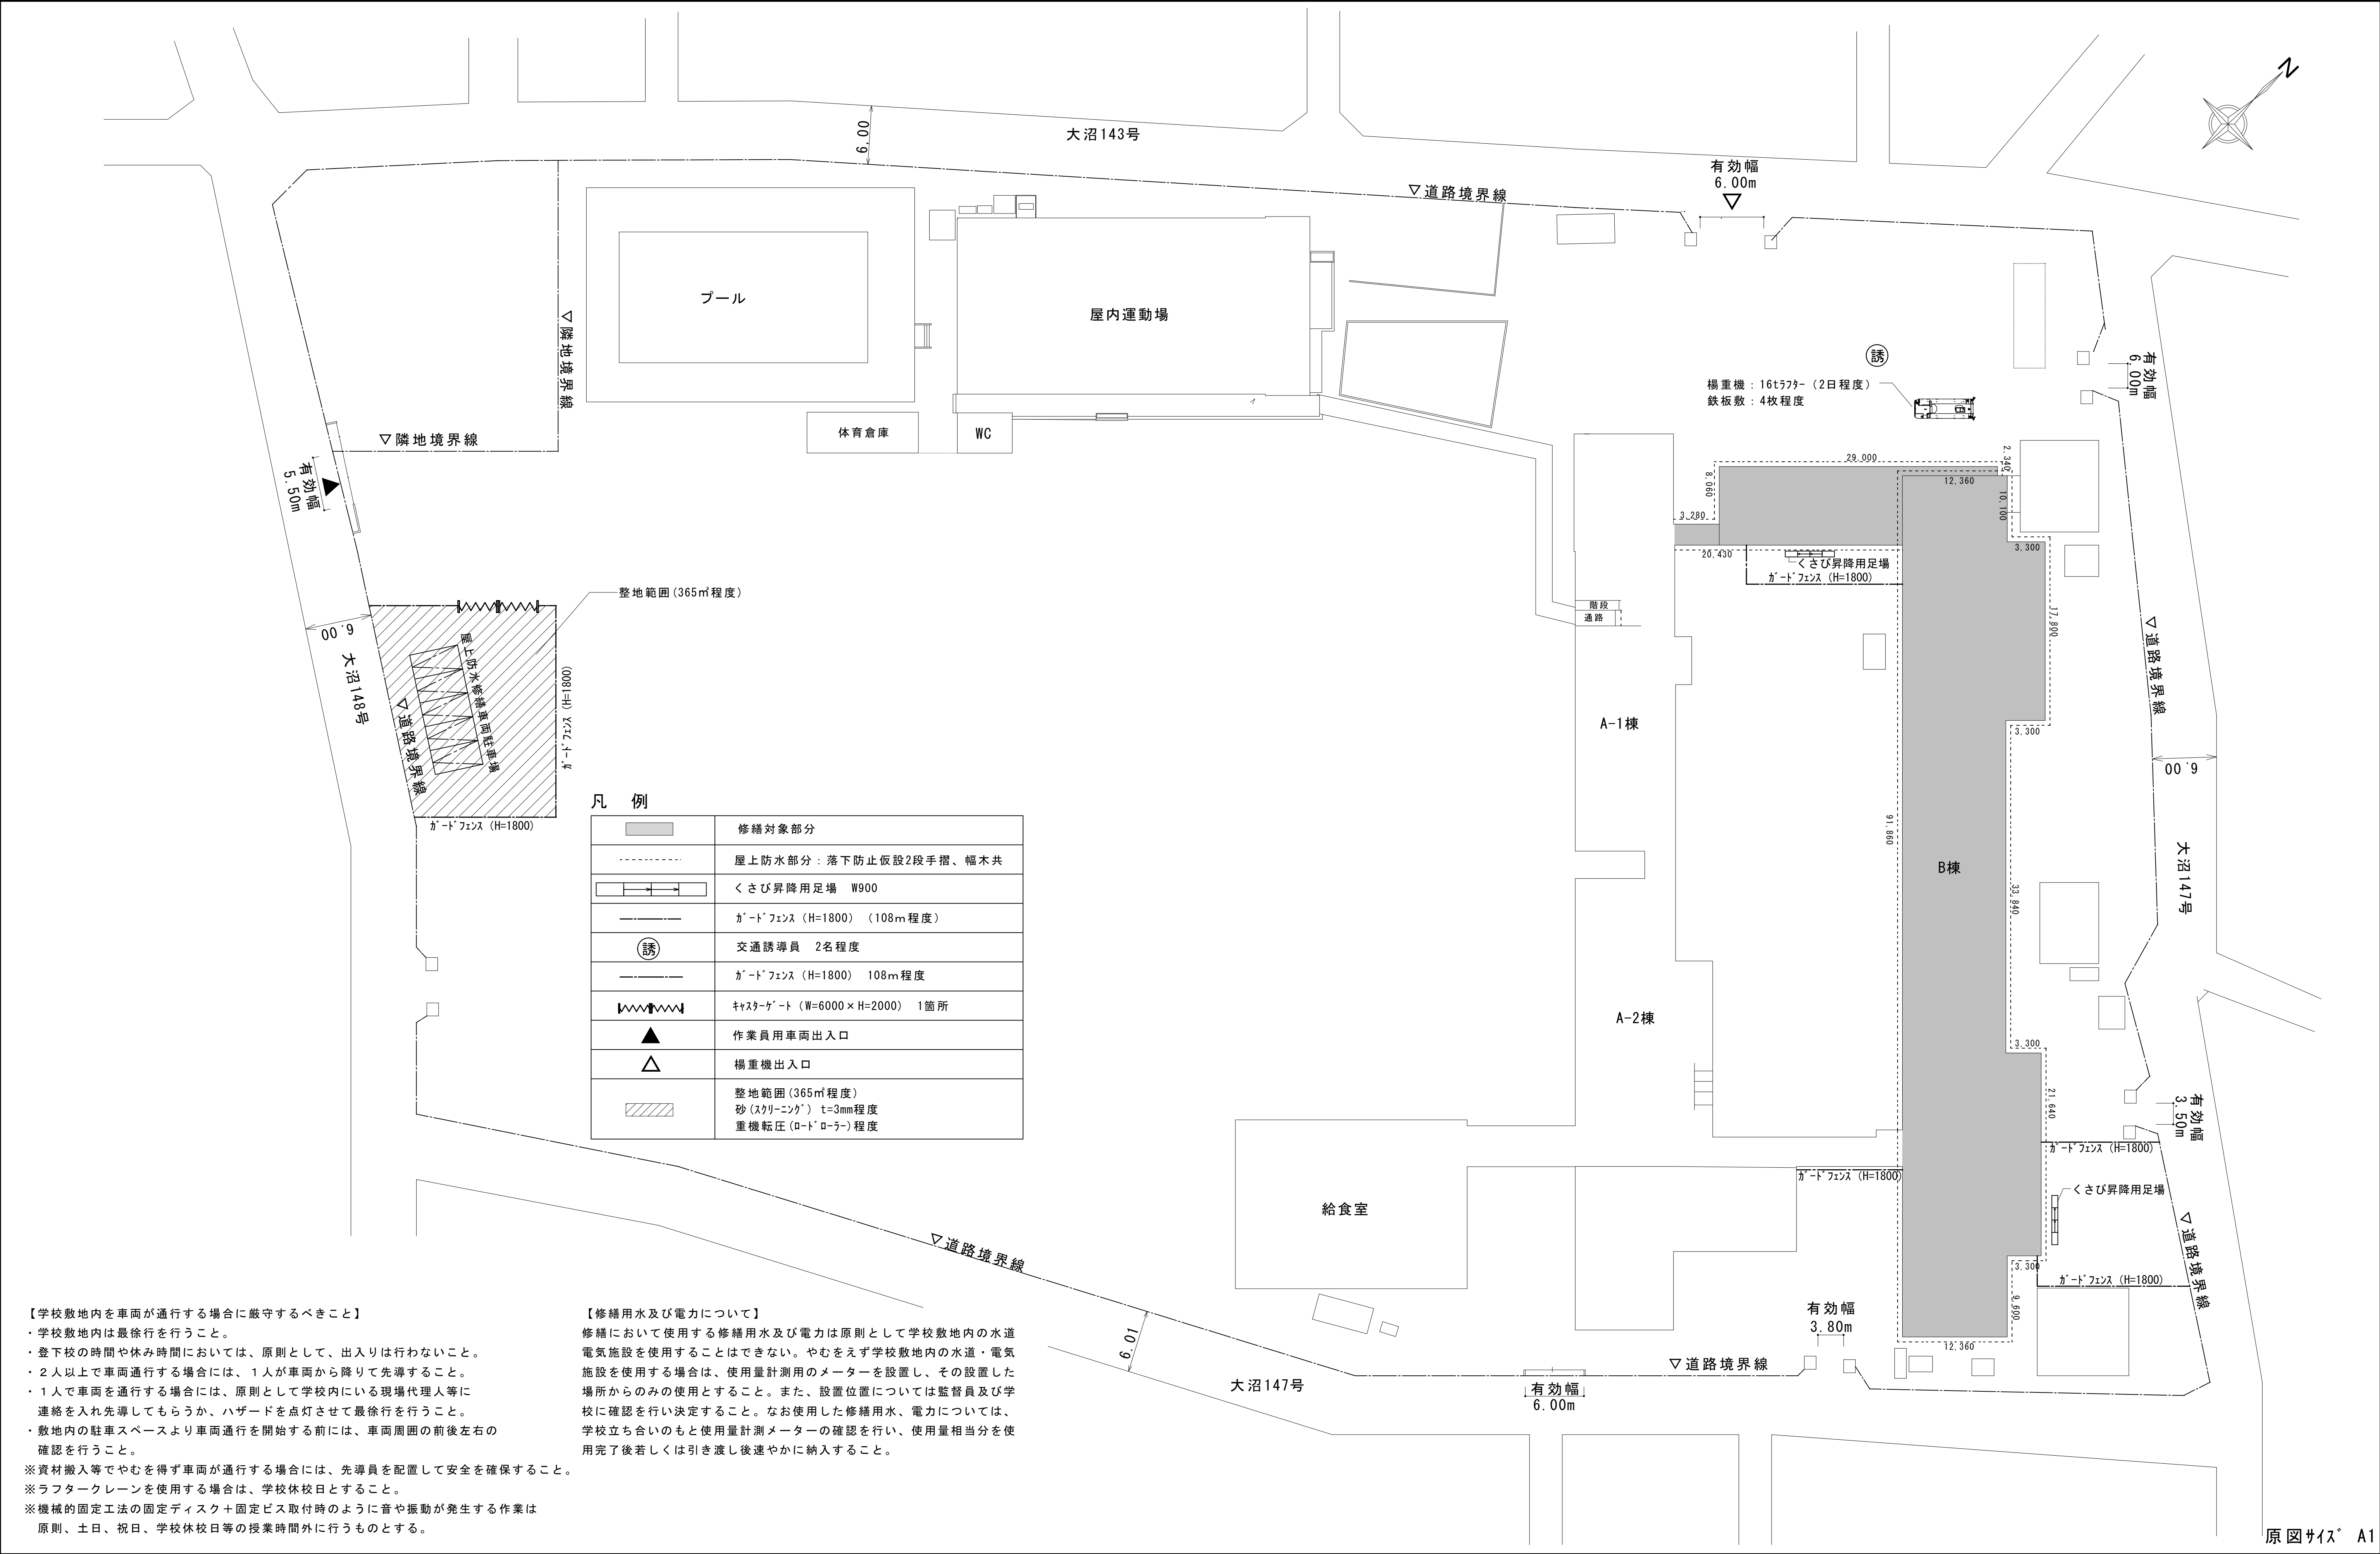 N
大沼143号
6.00
▽道路境界線
有効幅
6.00m
プール
屋内運動場
▽隣地境界線
体育倉庫
WC
▽隣地境界線
有効幅
5.50m
有効幅
6.00m
誘
楊重機：16tﾗﾌﾀｰ（2日程度）
鉄板敷：4枚程度
29,000
2,340
12,360
8,060
10,100
3,280
20,430
3,300
くさび昇降用足場
ｶﾞｰﾄﾞﾌｪﾝｽ（H=1800）
階段
通路
17,800
▽道路境界線
整地範囲(365㎡程度)
6.00
大沼148号
▽道路境界線
屋上防水修繕車両駐車場
ｶﾞｰﾄﾞﾌｪﾝｽ（H=1800）
ｶﾞｰﾄﾞﾌｪﾝｽ（H=1800）
A-1棟
3,300
6.00
91,860
B棟
33,840
大沼147号
凡　例
修繕対象部分
屋上防水部分：落下防止仮設2段手摺、幅木共
くさび昇降用足場　W900
ｶﾞｰﾄﾞﾌｪﾝｽ（H=1800）（108ｍ程度）
誘
交通誘導員　2名程度
ｶﾞｰﾄﾞﾌｪﾝｽ（H=1800）　108ｍ程度
ｷｬｽﾀｰｹﾞｰﾄ（W=6000×H=2000）　1箇所
作業員用車両出入口
楊重機出入口
整地範囲(365㎡程度)
砂(ｽｸﾘｰﾆﾝｸﾞ) t=3mm程度
重機転圧(ﾛｰﾄﾞﾛｰﾗｰ)程度
A-2棟
3,300
21,640
有効幅
3.50m
ｶﾞｰﾄﾞﾌｪﾝｽ（H=1800）
ｶﾞｰﾄﾞﾌｪﾝｽ（H=1800）
くさび昇降用足場
給食室
▽道路境界線
▽道路境界線
3,300
ｶﾞｰﾄﾞﾌｪﾝｽ（H=1800）
9,600
12,360
有効幅
3.80m
▽道路境界線
6.01
大沼147号
有効幅
6.00m
【学校敷地内を車両が通行する場合に厳守するべきこと】
・学校敷地内は最徐行を行うこと。
・登下校の時間や休み時間においては、原則として、出入りは行わないこと。
・２人以上で車両通行する場合には、１人が車両から降りて先導すること。
・１人で車両を通行する場合には、原則として学校内にいる現場代理人等に
連絡を入れ先導してもらうか、ハザードを点灯させて最徐行を行うこと。
・敷地内の駐車スペースより車両通行を開始する前には、車両周囲の前後左右の
確認を行うこと。
※資材搬入等でやむを得ず車両が通行する場合には、先導員を配置して安全を確保すること。
※ラフタークレーンを使用する場合は、学校休校日とすること。
※機械的固定工法の固定ディスク＋固定ビス取付時のように音や振動が発生する作業は
原則、土日、祝日、学校休校日等の授業時間外に行うものとする。
【修繕用水及び電力について】
修繕において使用する修繕用水及び電力は原則として学校敷地内の水道
電気施設を使用することはできない。やむをえず学校敷地内の水道・電気
施設を使用する場合は、使用量計測用のメーターを設置し、その設置した
場所からのみの使用とすること。また、設置位置については監督員及び学
校に確認を行い決定すること。なお使用した修繕用水、電力については、
学校立ち合いのもと使用量計測メーターの確認を行い、使用量相当分を使
用完了後若しくは引き渡し後速やかに納入すること。
原図ｻｲｽﾞ A1